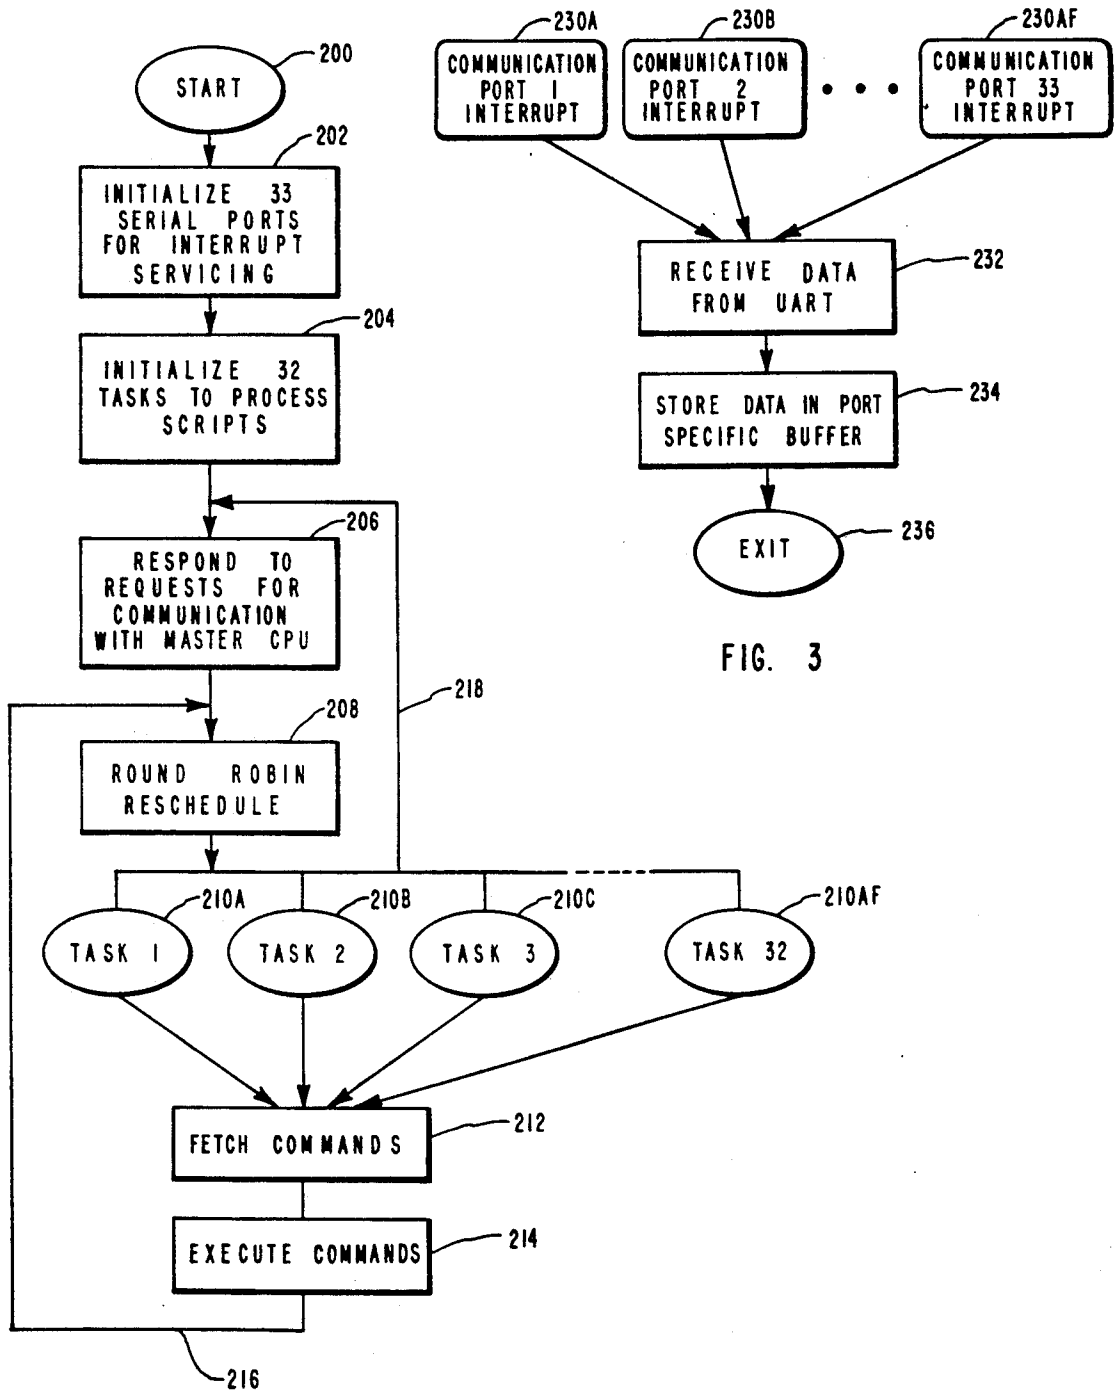 START
200
202
INITIALIZE 33
SERIAL PORTS
FOR INTERRUPT
SERVICING
204
INITIALIZE 32
TASKS TO PROCESS
SCRIPTS
206
RESPOND TO
REQUESTS FOR
COMMUNICATION
WITH MASTER CPU
218
208
ROUND ROBIN
RESCHEDULE
210A
210B
210C
210AF
TASK 1
TASK 2
TASK 3
TASK 32
212
FETCH COMMANDS
214
EXECUTE COMMANDS
216
230A
COMMUNICATION
PORT 1
INTERRUPT
230B
COMMUNICATION
PORT 2
INTERRUPT
• • •
230AF
COMMUNICATION
PORT 33
INTERRUPT
RECEIVE DATA
FROM UART
232
STORE DATA IN PORT
SPECIFIC BUFFER
234
EXIT
236
FIG. 3